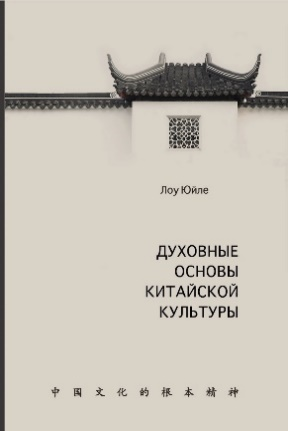 Лоу Юйле
ДУХОВНЫЕ
ОСНОВЫ
КИТАЙСКОЙ
КУЛЬТУРЫ
中国文化的根本精神